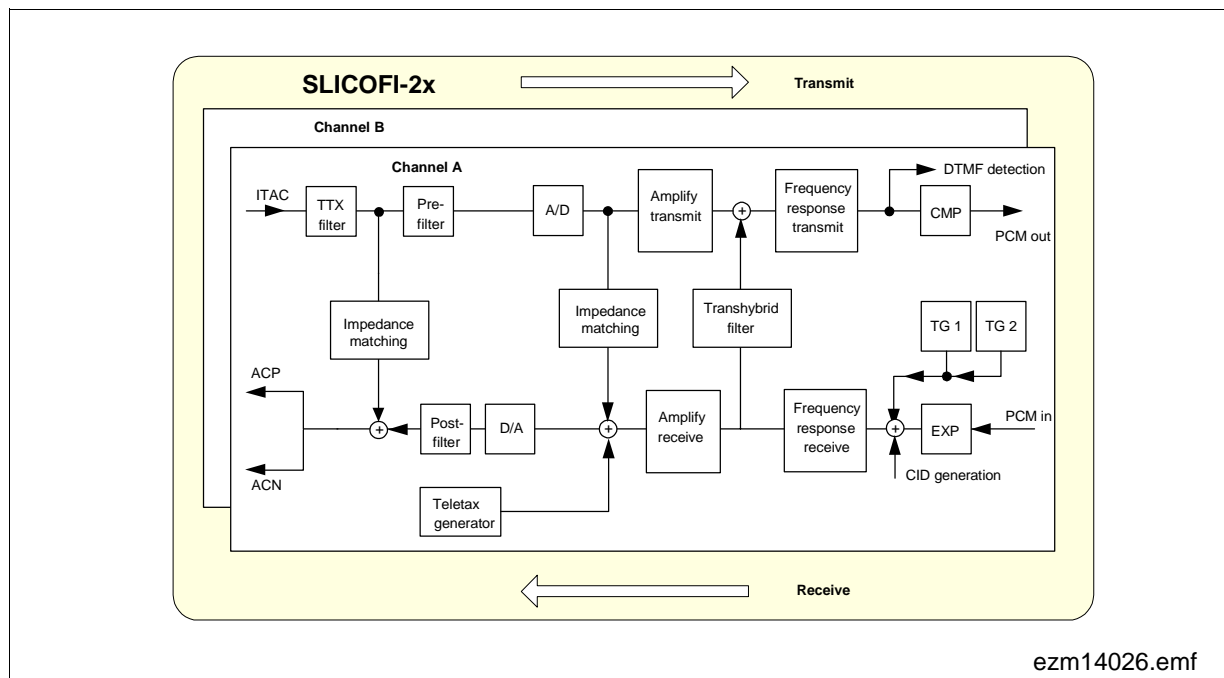 SLICOFI-2x
Transmit
Channel B
Channel A
ITAC
TTX
filter
Pre-
filter
A/D
Amplify
transmit
Frequency
response
transmit
DTMF detection
CMP
PCM out
Impedance
matching
Impedance
matching
Transhybrid
filter
TG 1
TG 2
ACP
ACN
Post-
filter
D/A
Amplify
receive
Frequency
response
receive
EXP
PCM in
CID generation
Teletax
generator
Receive
ezm14026.emf